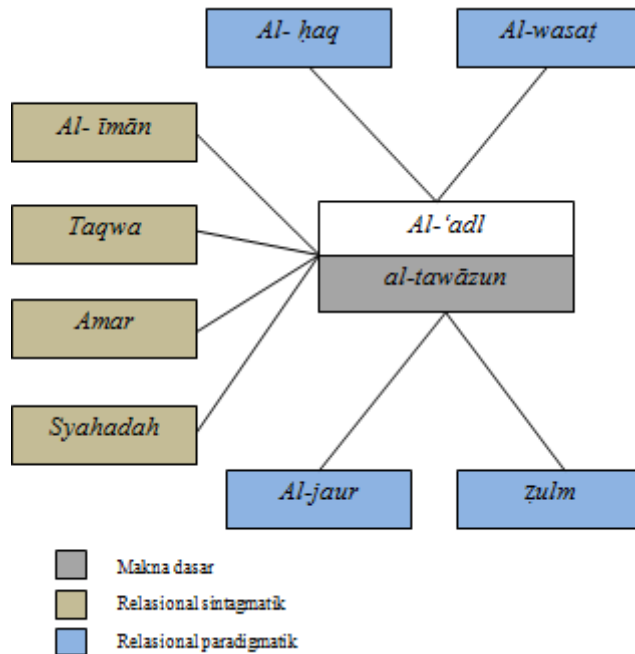 Al- ḥaq
Al-wasaṭ
Al- īmān
Taqwa
Amar
Syahadah
Al-‘adl
al-tawāzun
Al-jaur
ẓulm
Makna dasar
Relasional sintagmatik
Relasional paradigmatik